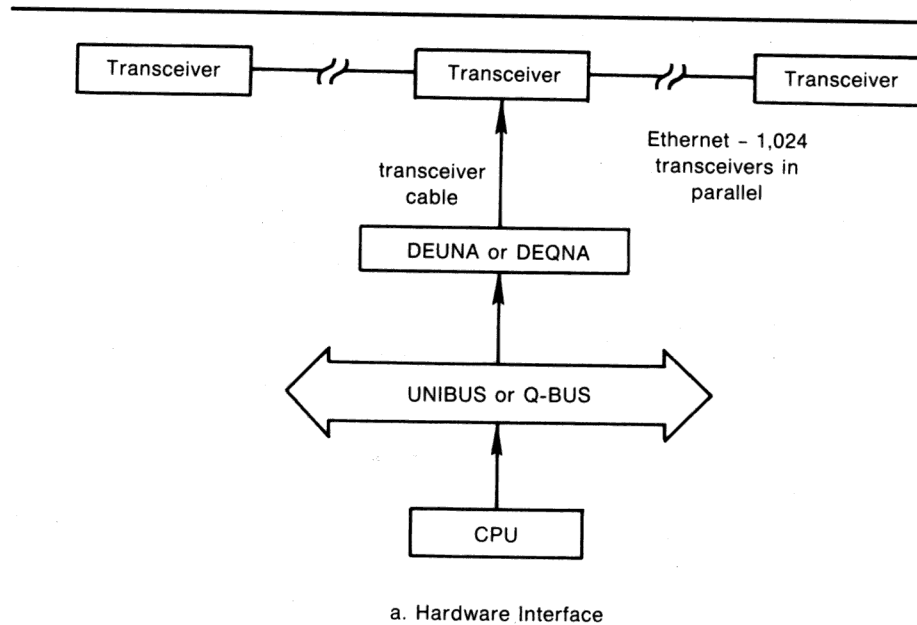 Transceiver
Transceiver
Transceiver
Ethernet – 1,024
transceivers in
parallel
transceiver
cable
DEUNA or DEQNA
UNIBUS or Q-BUS
CPU
a. Hardware Interface